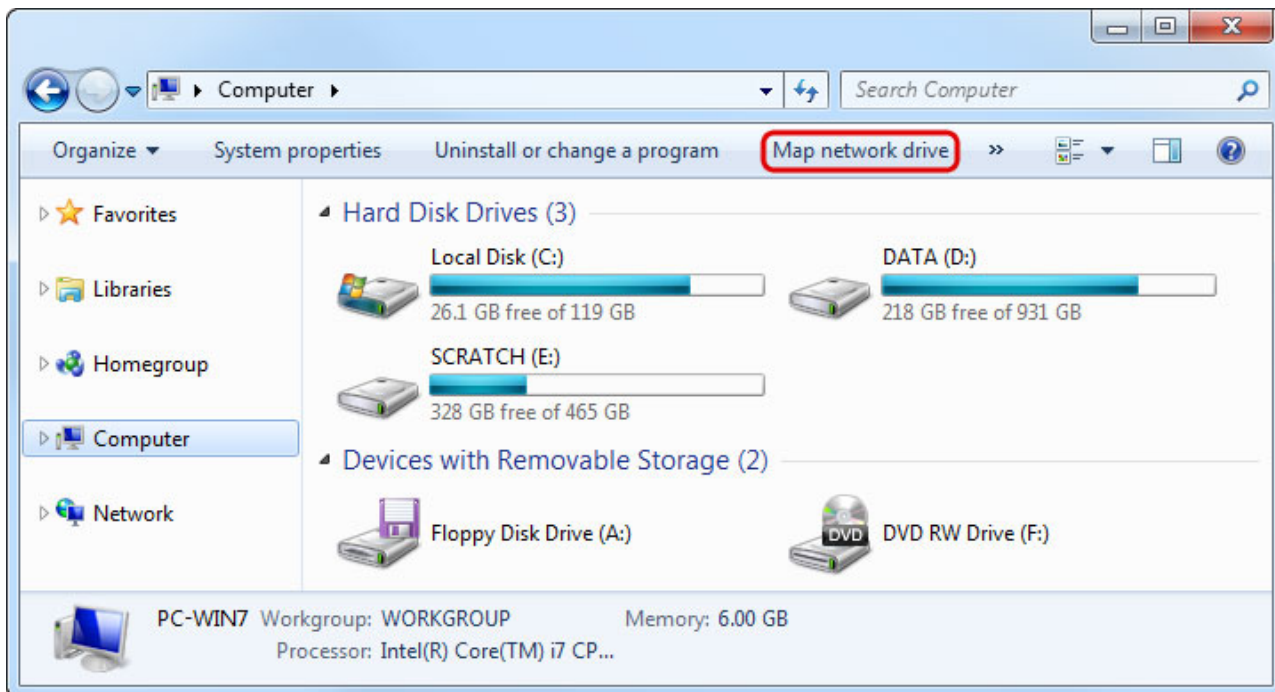 Computer
Search Computer
Organize
System properties
Uninstall or change a program
Map network drive
»
Favorites
Libraries
Homegroup
Computer
Network
Hard Disk Drives (3)
Local Disk (C:)
26.1 GB free of 119 GB
DATA (D:)
218 GB free of 931 GB
SCRATCH (E:)
328 GB free of 465 GB
Devices with Removable Storage (2)
Floppy Disk Drive (A:)
DVD
DVD RW Drive (F:)
PC-WIN7 Workgroup: WORKGROUP Memory: 6.00 GB
Processor: Intel(R) Core(TM) i7 CP...